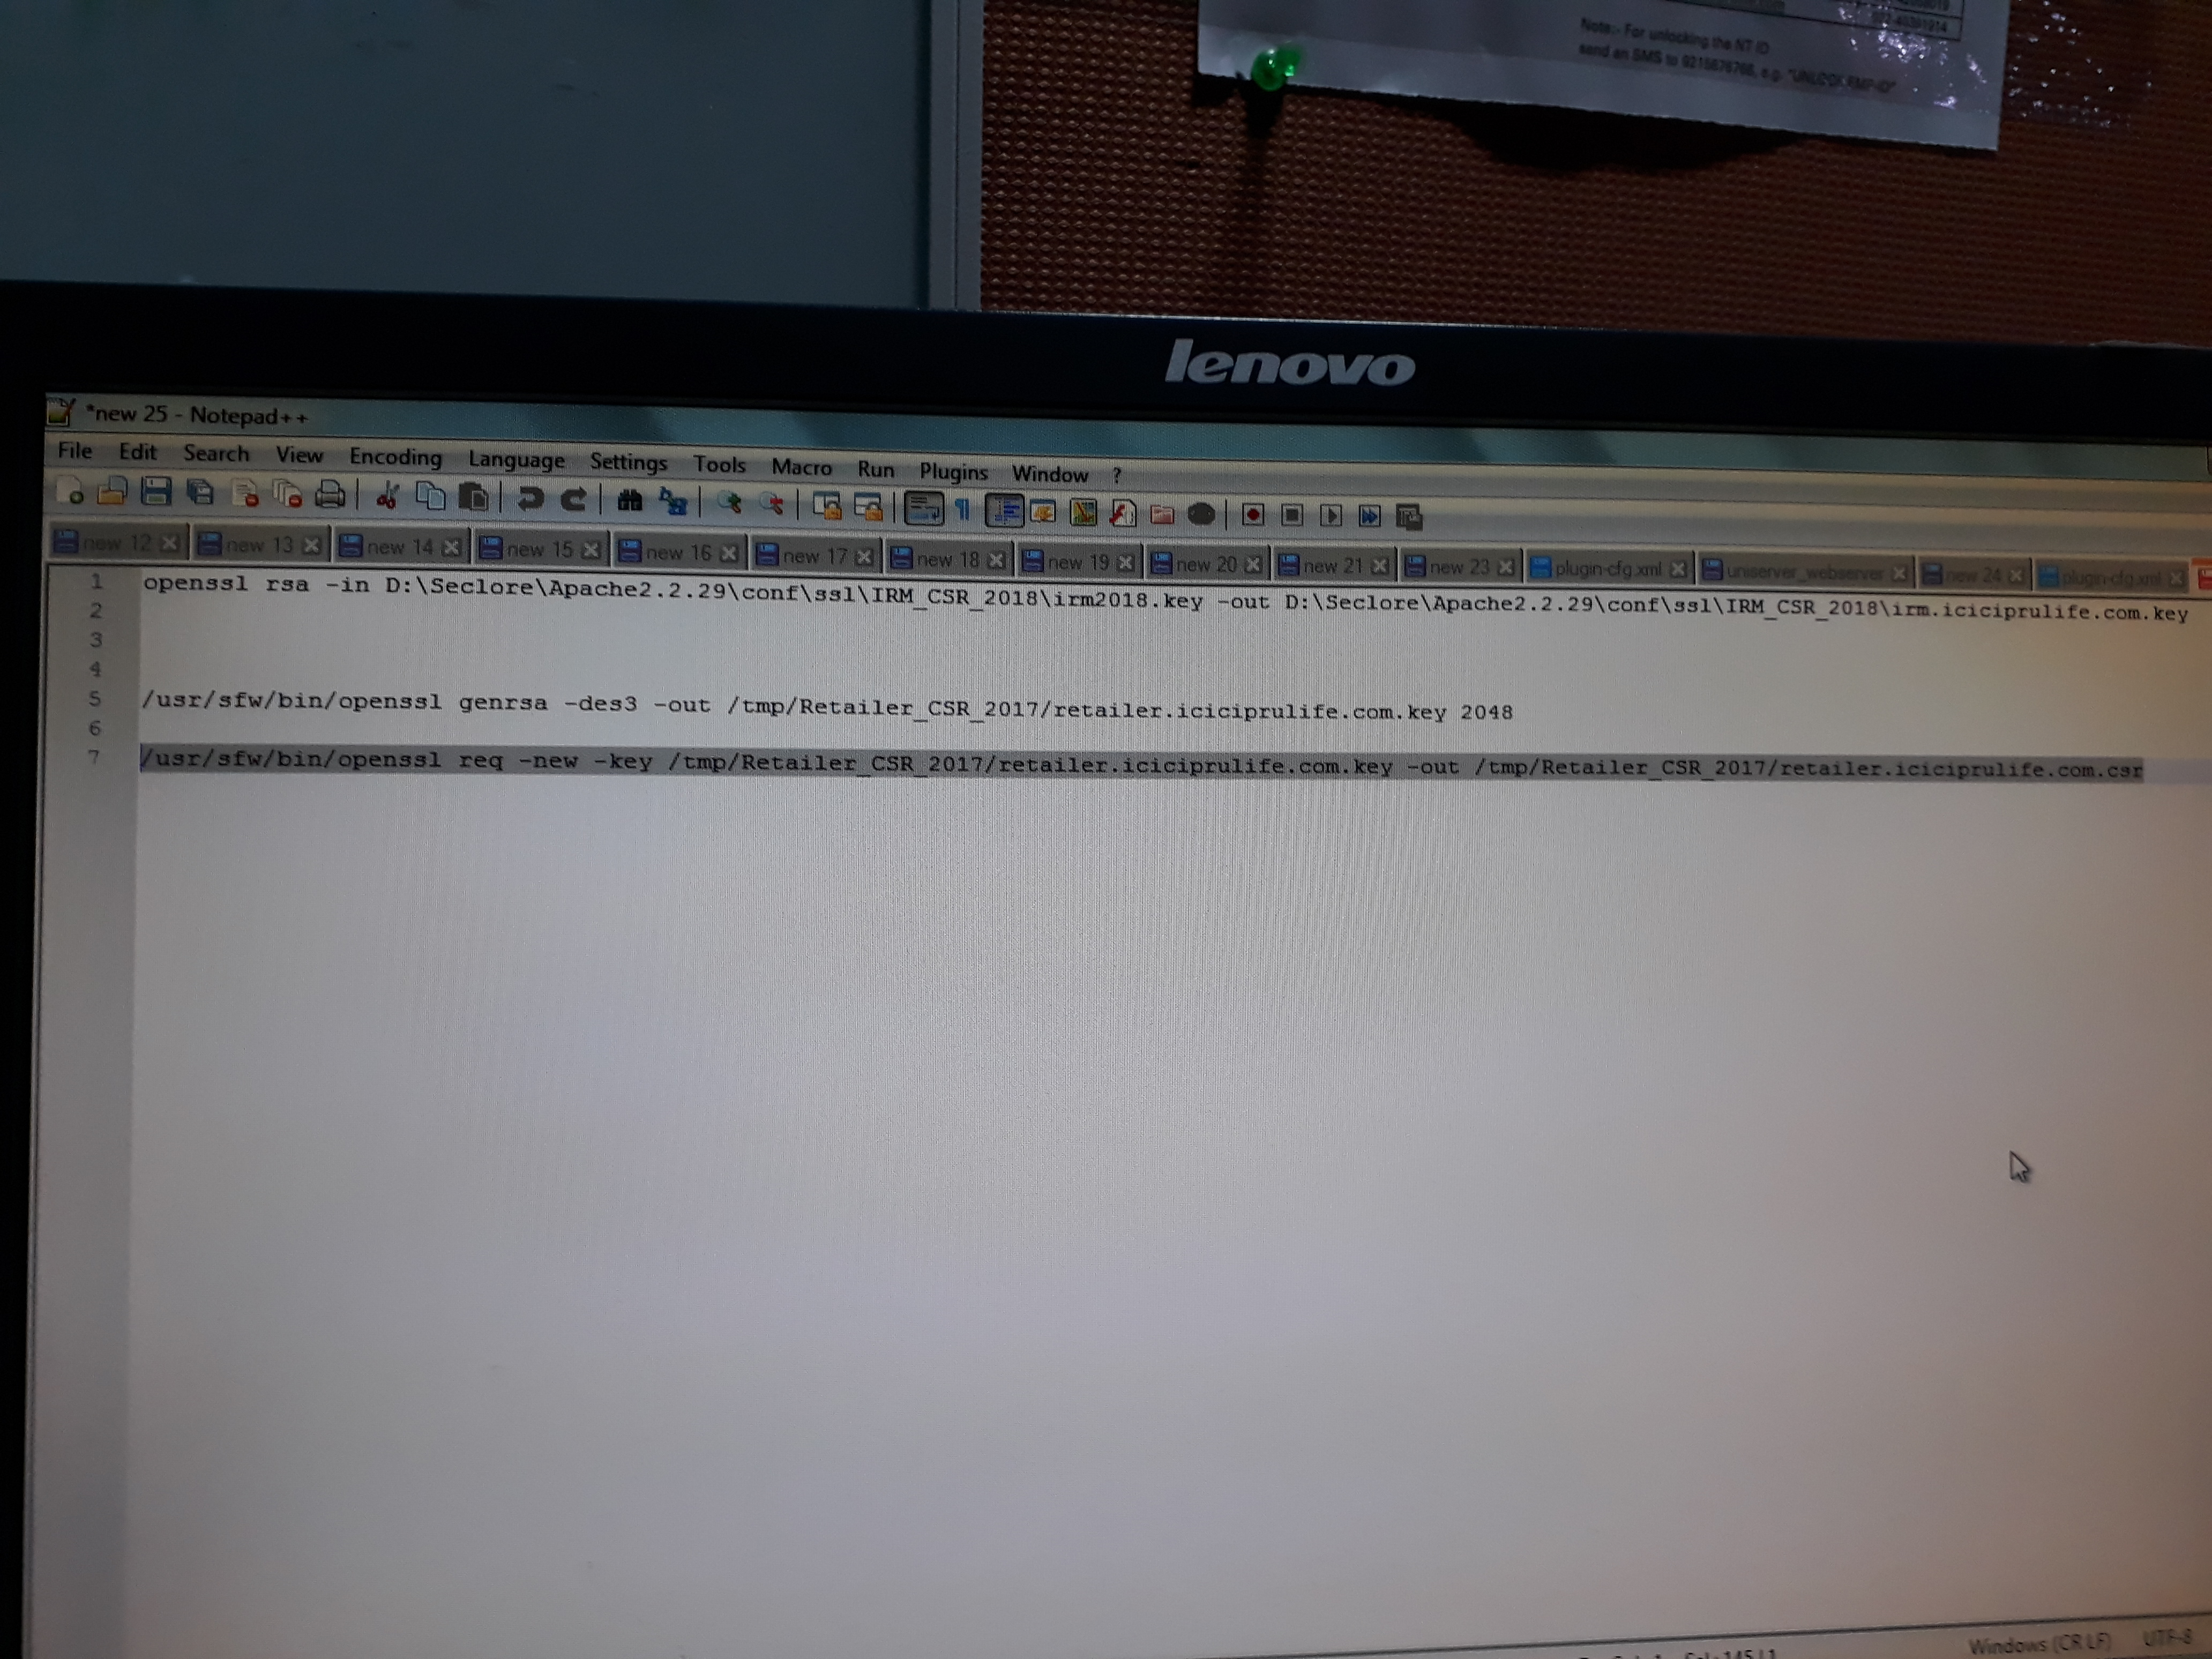 Note:- For unlocking the NT ID
send an SMS to 9215676766, e.g.
lenovo
*new 25 - Notepad++
File Edit Search View Encoding Language Settings Tools Macro Run Plugins Window ?
new 12 new 13 new 14 new 15 new 16 new 17 new 18 new 19 new 20 new 21 new 23 plugin-cfg.xml uniserver_webserver new 24 plugin-cfg.xml
1 openssl rsa -in D:\Seclore\Apache2.2.29\conf\ssl\IRM_CSR_2018\irm2018.key -out D:\Seclore\Apache2.2.29\conf\ssl\IRM_CSR_2018\irm.iciciprulife.com.key
2
3
4
5 /usr/sfw/bin/openssl genrsa -des3 -out /tmp/Retailer_CSR_2017/retailer.iciciprulife.com.key 2048
6
7 /usr/sfw/bin/openssl req -new -key /tmp/Retailer_CSR_2017/retailer.iciciprulife.com.key -out /tmp/Retailer_CSR_2017/retailer.iciciprulife.com.csr
Windows (CR LF) UTF-8